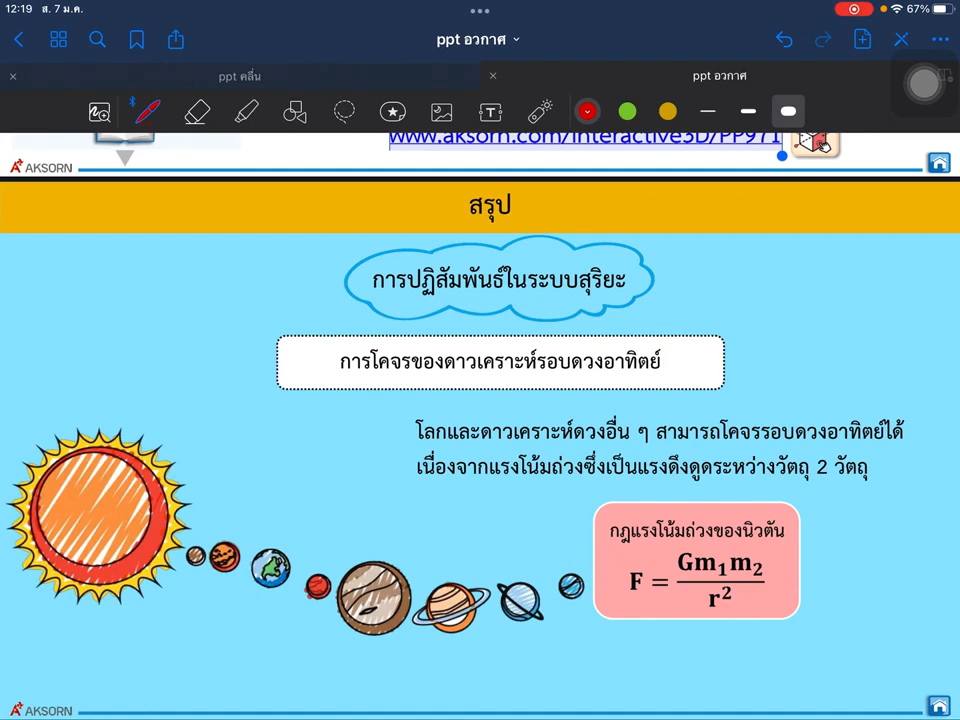 12:19 ส. 7 ม.ค.
67%
ppt อวกาศ
ppt คลื่น
ppt อวกาศ
www.aksorn.com/interactive3D/PP971
AKSORN
สรุป
การปฏิสัมพันธ์ในระบบสุริยะ
การโคจรของดาวเคราะห์รอบดวงอาทิตย์
โลกและดาวเคราะห์ดวงอื่น ๆ สามารถโคจรรอบดวงอาทิตย์ได้
เนื่องจากแรงโน้มถ่วงซึ่งเป็นแรงดึงดูดระหว่างวัตถุ 2 วัตถุ
กฎแรงโน้มถ่วงของนิวตัน
F = Gm₁m₂ / r²
AKSORN